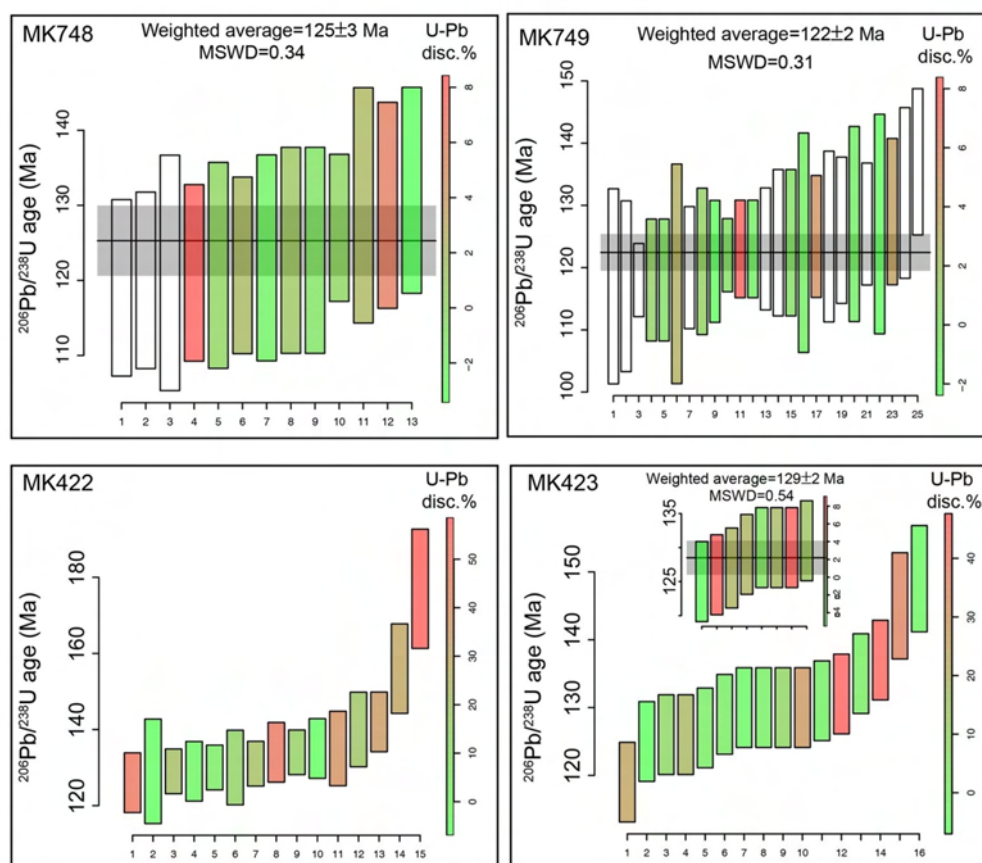 MK748
Weighted average=125±3 Ma
MSWD=0.34
U-Pb
disc.%
206Pb/238U age (Ma)
140
130
120
110
8
6
4
2
0
−2
1 2 3 4 5 6 7 8 9 10 11 12 13
MK749
Weighted average=122±2 Ma
MSWD=0.31
U-Pb
disc.%
206Pb/238U age (Ma)
150
140
130
120
110
100
8
6
4
2
0
−2
1 3 5 7 9 11 13 15 17 19 21 23 25
MK422
U-Pb
disc.%
206Pb/238U age (Ma)
180
160
140
120
50
40
30
20
10
0
1 2 3 4 5 6 7 8 9 10 12 13 14 15
MK423
Weighted average=129±2 Ma
MSWD=0.54
U-Pb
disc.%
206Pb/238U age (Ma)
150
140
130
120
135
125
8
6
4
2
0
40
30
20
10
0
1 2 3 4 5 6 7 8 9 10 12 13 14 16